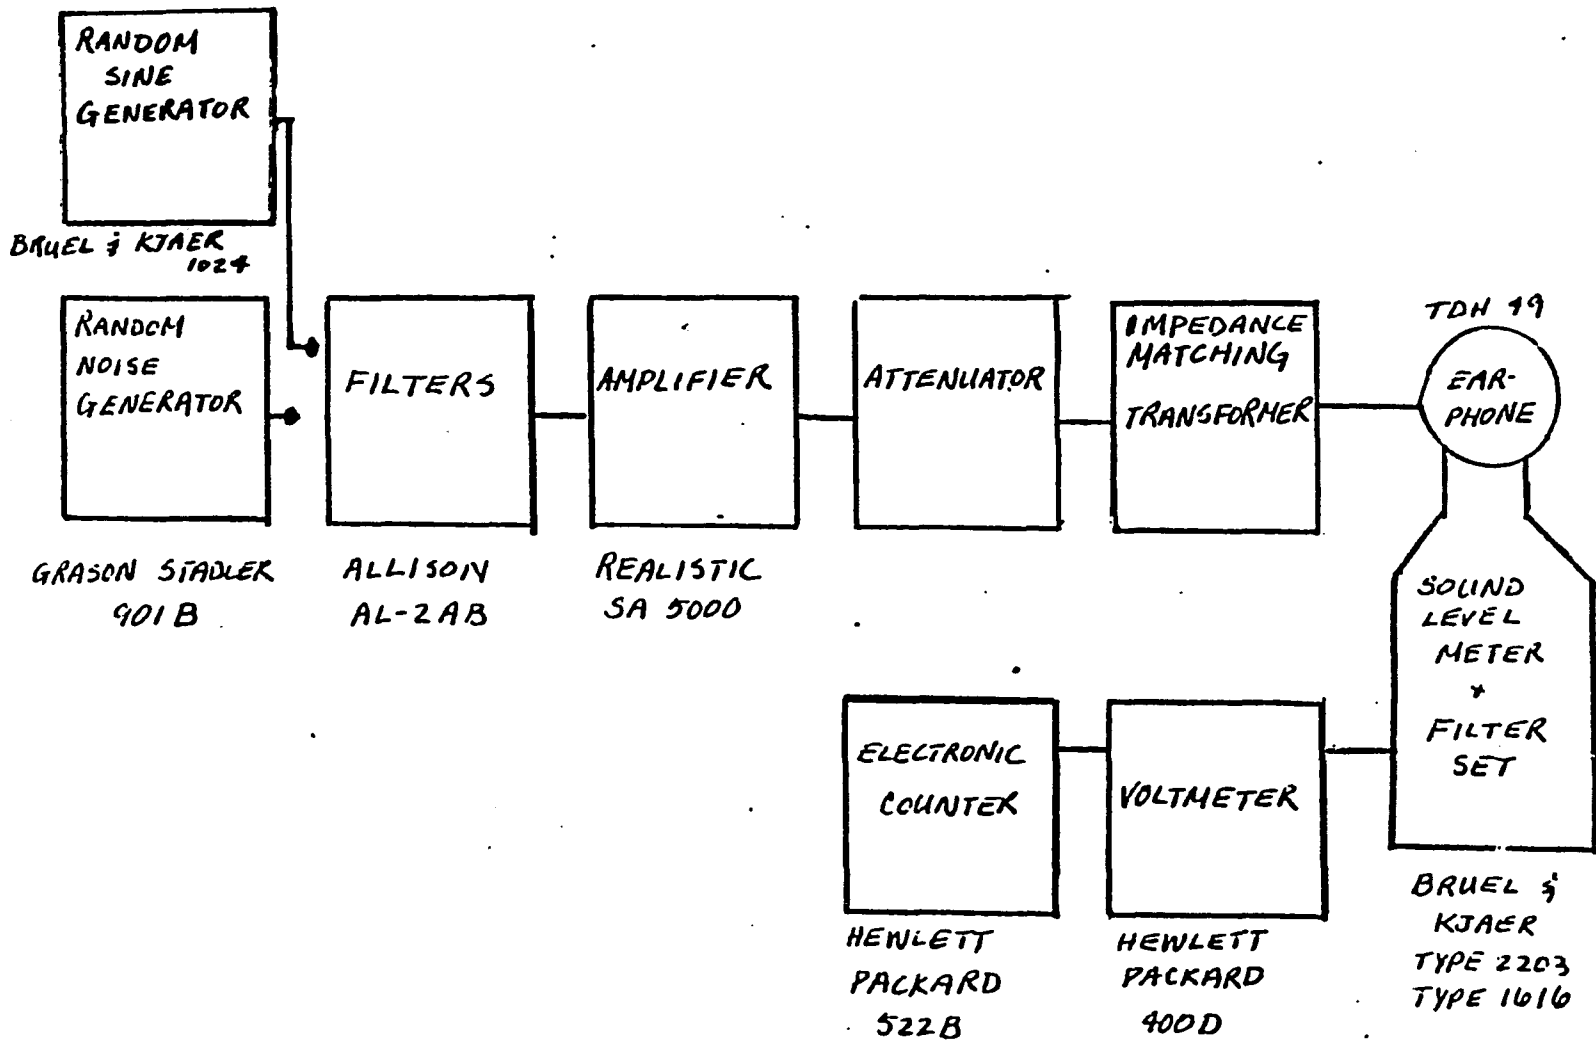 RANDOM
SINE
GENERATOR
BRUEL & KJAER
1024
RANDOM
NOISE
GENERATOR
GRASON STADLER
901B
FILTERS
ALLISON
AL-2AB
AMPLIFIER
REALISTIC
SA 5000
ATTENUATOR
IMPEDANCE
MATCHING
TRANSFORMER
TDH 49
EAR-
PHONE
SOUND
LEVEL
METER
+
FILTER
SET
BRUEL &
KJAER
TYPE 2203
TYPE 1616
VOLTMETER
HEWLETT
PACKARD
400D
ELECTRONIC
COUNTER
HEWLETT
PACKARD
522B